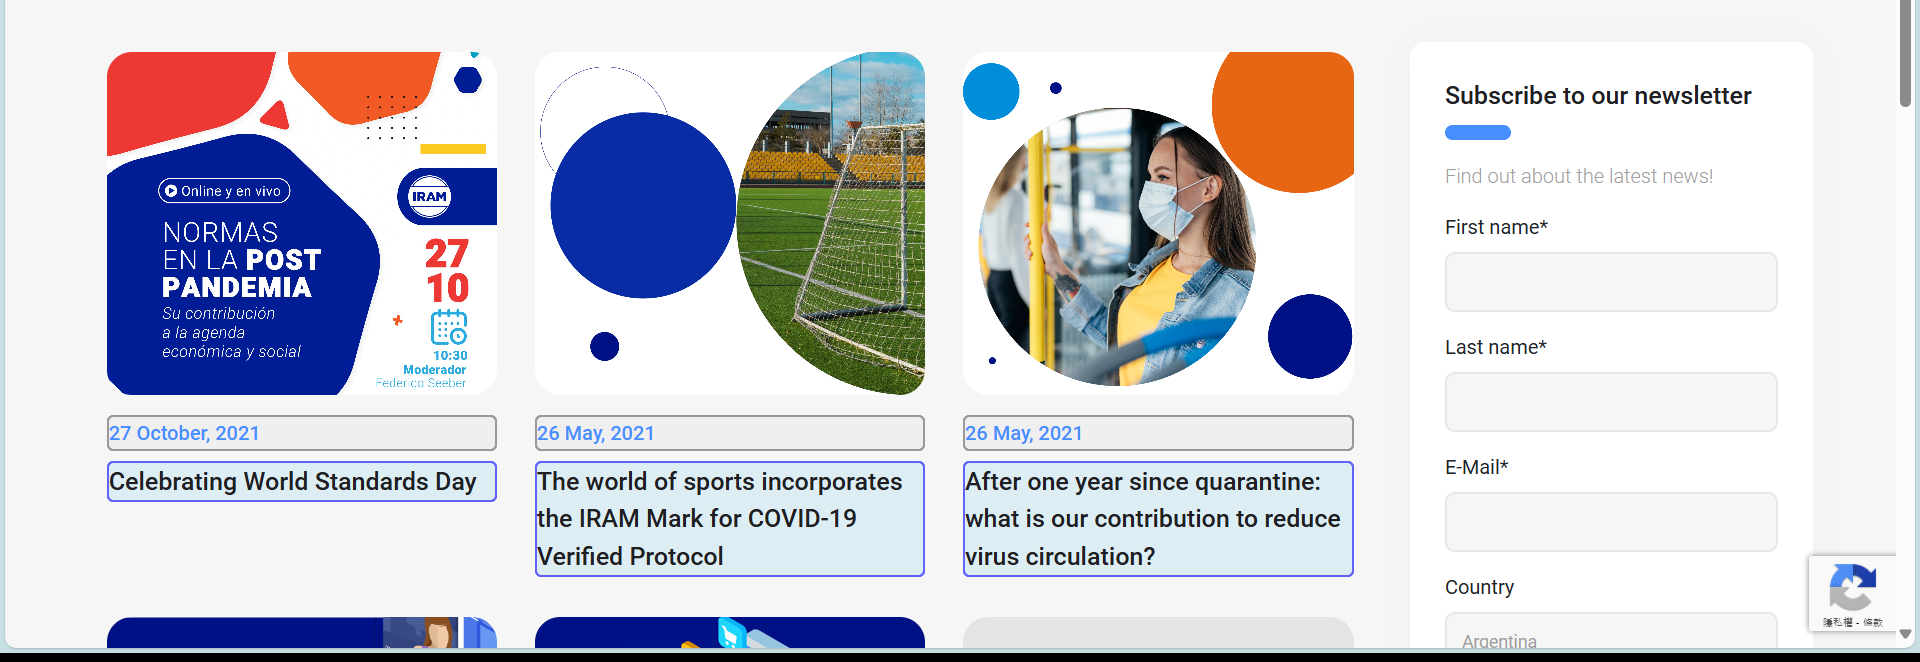 Online y en vivo
NORMAS
EN LA POST
PANDEMIA
Su contribución
a la agenda
económica y social
IRAM
27
10
10:30
Moderador
Federico Seeber
27 October, 2021
Celebrating World Standards Day
26 May, 2021
The world of sports incorporates
the IRAM Mark for COVID-19
Verified Protocol
26 May, 2021
After one year since quarantine:
what is our contribution to reduce
virus circulation?
Subscribe to our newsletter
Find out about the latest news!
First name*
Last name*
E-Mail*
Country
Argentina
隱私權 - 條款